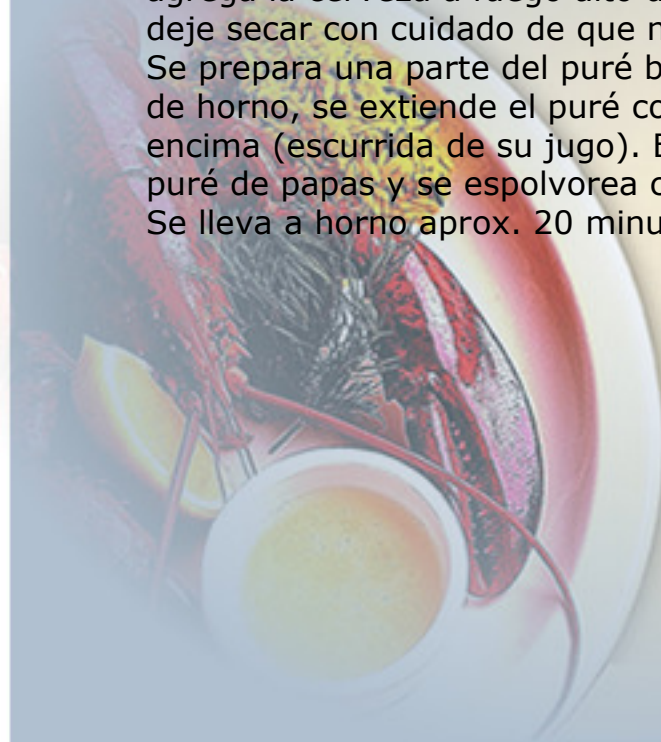 agrega la cerveza a fuego alto
deje secar con cuidado de que
Se prepara una parte del puré
de horno, se extiende el puré
encima (escurrida de su jugo).
puré de papas y se espolvorea
Se lleva a horno aprox. 20